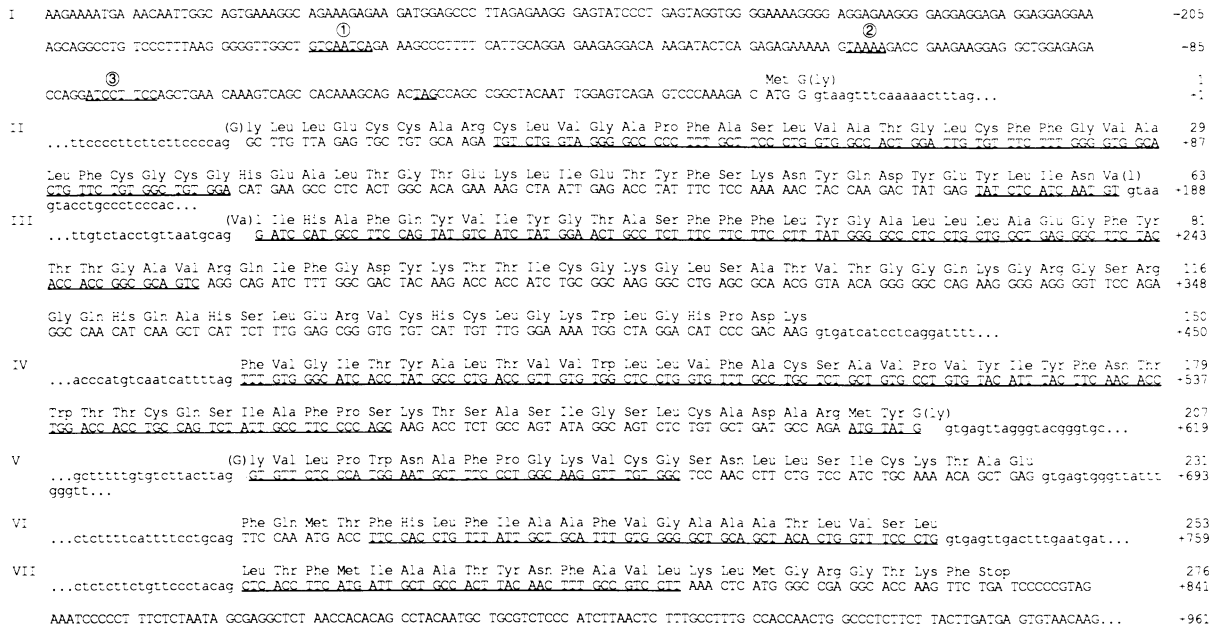 I AAGAAAATGA AACAATTGGC AGTGAAAGGC AGAAAGAGAA GATGGAGCCC TTAGAGAAGG GAGTATCCCT GAGTAGGTGG GGAAAAGGGG AGGAGAAGGG GAGGAGGAGA GGAGGAGGAA -205
① ②
AGCAGGCCTG TCCCTTTAAG GGGGTTGGCT GTCAATCAGA AAGCCCTTTT CATTGCAGGA GAAGAGGACA AAGATACTCA GAGAGAAAAA GTAAAAGACC GAAGAAGGAG GCTGGAGAGA -85
③ Met G(ly) 1
CCAGGATCCT TCCAGCTGAA CAAAGTCAGC CACAAAGCAG ACTAGCCAGC CGGCTACAAT TGGAGTCAGA GTCCCAAAGA C ATG G gtaagtttcaaaaactttag... -1
II (G)ly Leu Leu Glu Cys Cys Ala Arg Cys Leu Val Gly Ala Pro Phe Ala Ser Leu Val Ala Thr Gly Leu Cys Phe Phe Gly Val Ala 29
...ttccccttcttcttccccag GC TTG TTA GAG TGC TGT GCA AGA TGT CTG GTA GGG GCC CCC TTT GCT TCC CTG GTG GCC ACT GGA TTG TGT TTC TTT GGG GTG GCA +87
Leu Phe Cys Gly Cys Gly His Glu Ala Leu Thr Gly Thr Glu Lys Leu Ile Glu Thr Tyr Phe Ser Lys Asn Tyr Gln Asp Tyr Glu Tyr Leu Ile Asn Va(l) 63
CTG TTC TGT GGC TGT GGA CAT GAA GCC CTC ACT GGC ACA GAA AAG CTA ATT GAG ACC TAT TTC TCC AAA AAC TAC CAA GAC TAT GAG TAT CTC ATC AAT GT gtaa +188
gtacctgccctcccac...
III (Va)l Ile His Ala Phe Gln Tyr Val Ile Tyr Gly Thr Ala Ser Phe Phe Phe Leu Tyr Gly Ala Leu Leu Leu Ala Glu Gly Phe Tyr 81
...ttgtctacctgttaatgcag G ATC CAT GCC TTC CAG TAT GTC ATC TAT GGA ACT GCC TCT TTC TTC TTC CTT TAT GGG GCC CTC CTG CTG GCT GAG GGC TTC TAC +243
Thr Thr Gly Ala Val Arg Gln Ile Phe Gly Asp Tyr Lys Thr Thr Ile Cys Gly Lys Gly Leu Ser Ala Thr Val Thr Gly Gly Gln Lys Gly Arg Gly Ser Arg 116
ACC ACC GGC GCA GTC AGG CAG ATC TTT GGC GAC TAC AAG ACC ACC ATC TGC GGC AAG GGC CTG AGC GCA ACG GTA ACA GGG GGC CAG AAG GGG AGG GGT TCC AGA +348
Gly Gln His Gln Ala His Ser Leu Glu Arg Val Cys His Cys Leu Gly Lys Trp Leu Gly His Pro Asp Lys 150
GGC CAA CAT CAA GCT CAT TCT TTG GAG CGG GTG TGT CAT TGT TTG GGA AAA TGG CTA GGA CAT CCC GAC AAG gtgatcatcctcaggatttt... +450
IV Phe Val Gly Ile Thr Tyr Ala Leu Thr Val Val Trp Leu Leu Val Phe Ala Cys Ser Ala Val Pro Val Tyr Ile Tyr Phe Asn Thr 179
...acccatgtcaatcattttag TTT GTG GGC ATC ACC TAT GCC CTG ACC GTT GTG TGG CTC CTG GTG TTT GCC TGC TCT GCT GTG CCT GTG TAC ATT TAC TTC AAC ACC +537
Trp Thr Thr Cys Gln Ser Ile Ala Phe Pro Ser Lys Thr Ser Ala Ser Ile Gly Ser Leu Cys Ala Asp Ala Arg Met Tyr G(ly) 207
TGG ACC ACC TGC CAG TCT ATT GCC TTC CCC AGC AAG ACC TCT GCC AGT ATA GGC AGT CTC TGT GCT GAT GCC AGA ATG TAT G gtgagttagggtacgggtgc... +619
V (G)ly Val Leu Pro Trp Asn Ala Phe Pro Gly Lys Val Cys Gly Ser Asn Leu Leu Ser Ile Cys Lys Thr Ala Glu 231
...gctttttgtgtcttacttag GT GTT CTC CCA TGG AAT GCT TTC CCT GGC AAG GTT TGT GGC TCC AAC CTT CTG TCC ATC TGC AAA ACA GCT GAG gtgagtgggttattt +693
gggtt...
VI Phe Gln Met Thr Phe His Leu Phe Ile Ala Ala Phe Val Gly Ala Ala Ala Thr Leu Val Ser Leu 253
...ctcttttcattttcctgcag TTC CAA ATG ACC TTC CAC CTG TTT ATT GCT GCA TTT GTG GGG GCT GCA GCT ACA CTG GTT TCC CTG gtgagttgactttgaatgat... +759
VII Leu Thr Phe Met Ile Ala Ala Thr Tyr Asn Phe Ala Val Leu Lys Leu Met Gly Arg Gly Thr Lys Phe Stop 276
...ctctcttctgttccctacag CTC ACC TTC ATG ATT GCT GCC ACT TAC AAC TTT GCC GTC CTT AAA CTC ATG GGC CGA GGC ACC AAG TTC TGA TCCCCCGTAG +841
AAATCCCCCT TTCTCTAATA GCGAGGCTCT AACCACACAG CCTACAATGC TGCGTCTCCC ATCTTAACTC TTTGCCTTTG CCACCAACTG GCCCTCTTCT TACTTGATGA GTGTAACAAG... +961